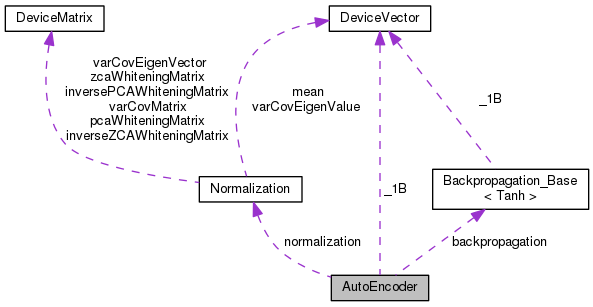 DeviceMatrix
DeviceVector
varCovEigenVector
zcaWhiteningMatrix
inversePCAWhiteningMatrix
varCovMatrix
pcaWhiteningMatrix
inverseZCAWhiteningMatrix
mean
varCovEigenValue
_1B
Normalization
_1B
Backpropagation_Base
< Tanh >
normalization
backpropagation
AutoEncoder